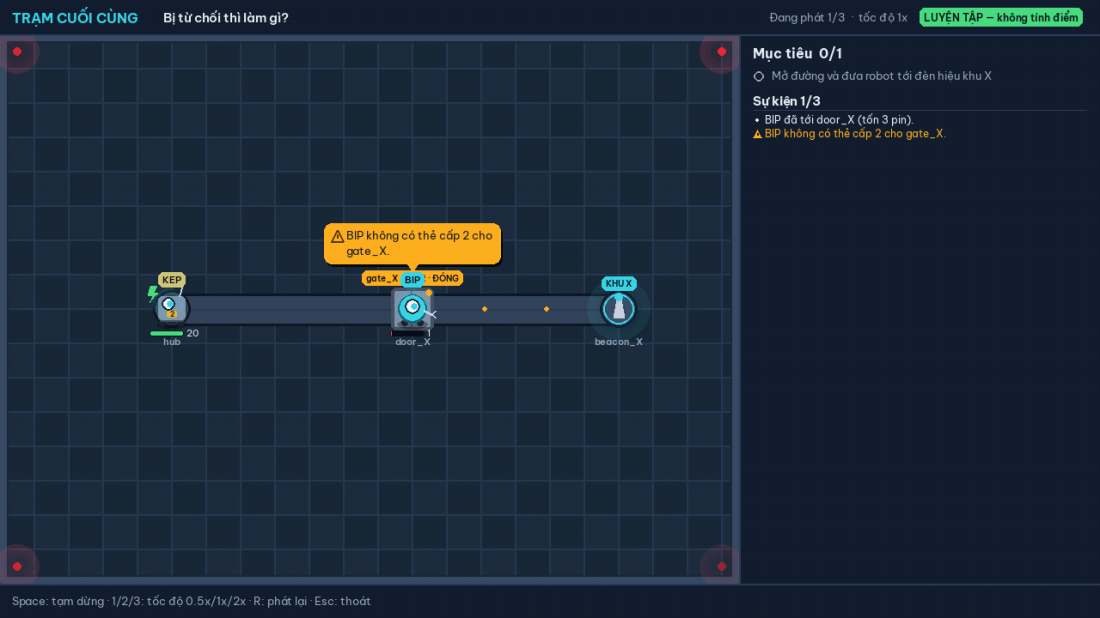 TRẠM CUỐI CÙNG Bị từ chối thì làm gì? Đang phát 1/3 · tốc độ 1x LUYỆN TẬP — không tính điểm
Mục tiêu 0/1
Mở đường và đưa robot tới đèn hiệu khu X
Sự kiện 1/3
• BIP đã tới door_X (tốn 3 pin).
BIP không có thẻ cấp 2 cho gate_X.
BIP không có thẻ cấp 2 cho
gate_X.
KEP
gate_X
BIP
· ĐÓNG
KHU X
2
20
1
hub
door_X
beacon_X
Space: tạm dừng · 1/2/3: tốc độ 0.5x/1x/2x · R: phát lại · Esc: thoát